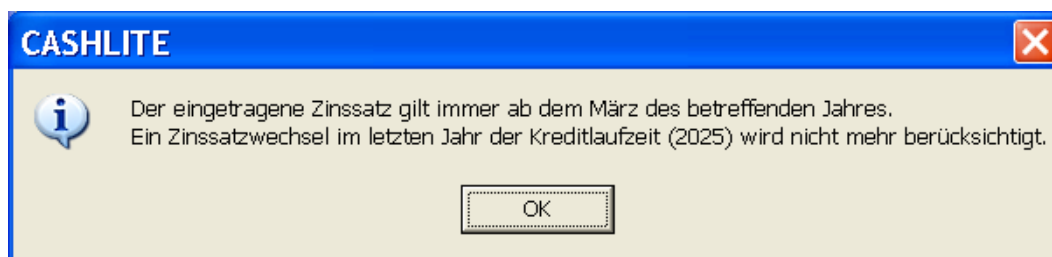 CASHLITE
Der eingetragene Zinssatz gilt immer ab dem März des betreffenden Jahres.
Ein Zinssatzwechsel im letzten Jahr der Kreditlaufzeit (2025) wird nicht mehr berücksichtigt.
OK